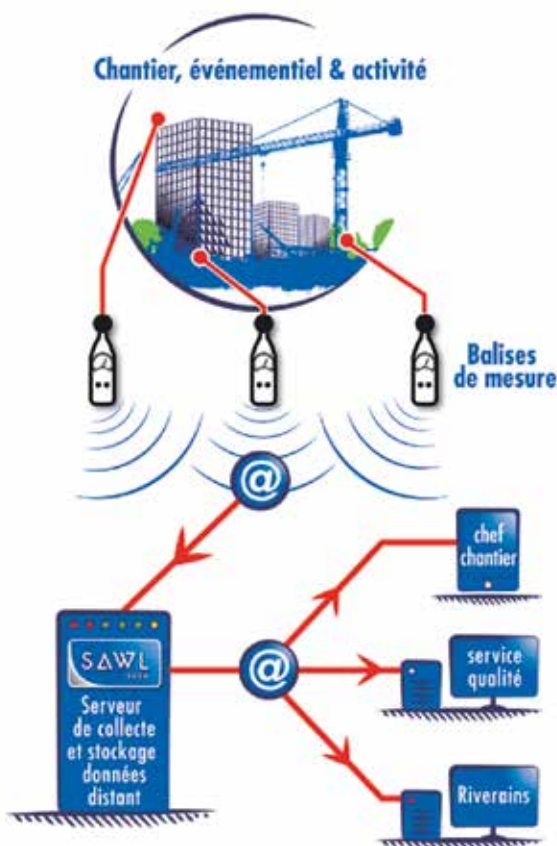 Chantier, événementiel & activité
Balises
de mesure
@
chef
chantier
@
SAWL
service
qualité
Serveur
de collecte
et stockage
données
distant
Riverains